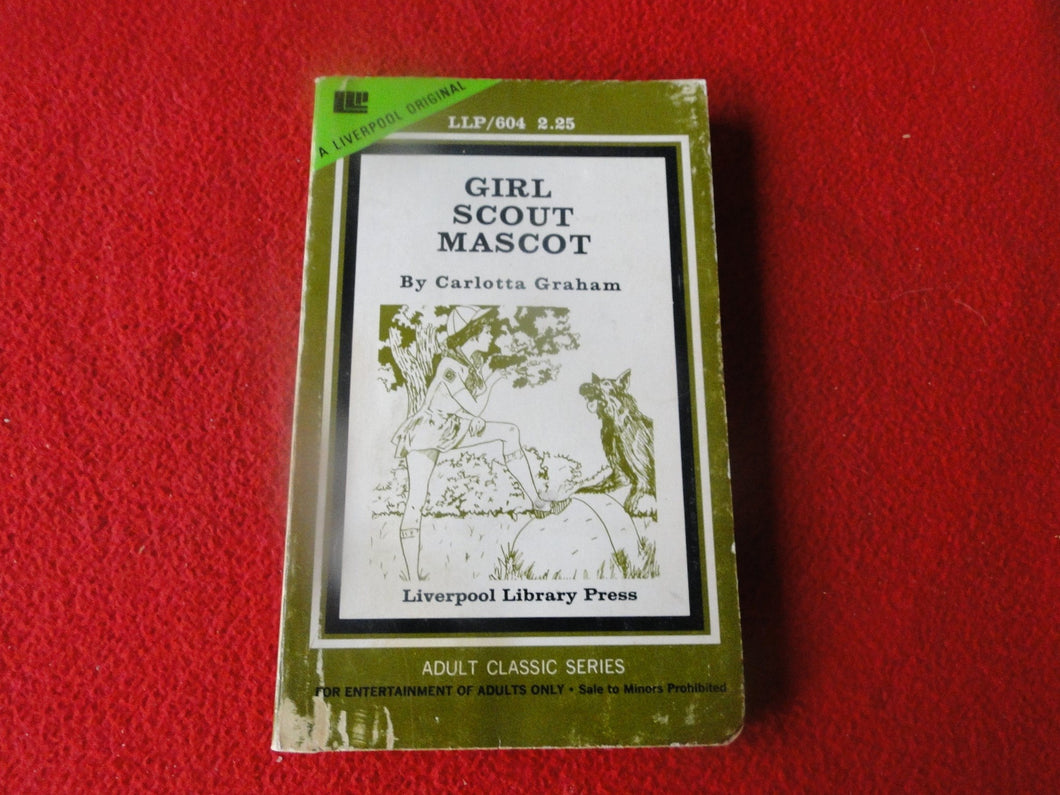 LLP
A LIVERPOOL ORIGINAL
LLP/604 2.25
GIRL
SCOUT
MASCOT
By Carlotta Graham
Liverpool Library Press
ADULT CLASSIC SERIES
FOR ENTERTAINMENT OF ADULTS ONLY • Sale to Minors Prohibited